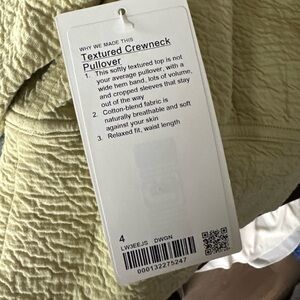 WHY WE MADE THIS
Textured Crewneck
Pullover
1. This softly textured top is not
your average pullover, with a
wide hem band, lots of volume,
and cropped sleeves that stay
out of the way
2. Cotton-blend fabric is
naturally breathable and soft
against your skin
3. Relaxed fit, waist length
4
LW3EEJS DWGN
000132275247